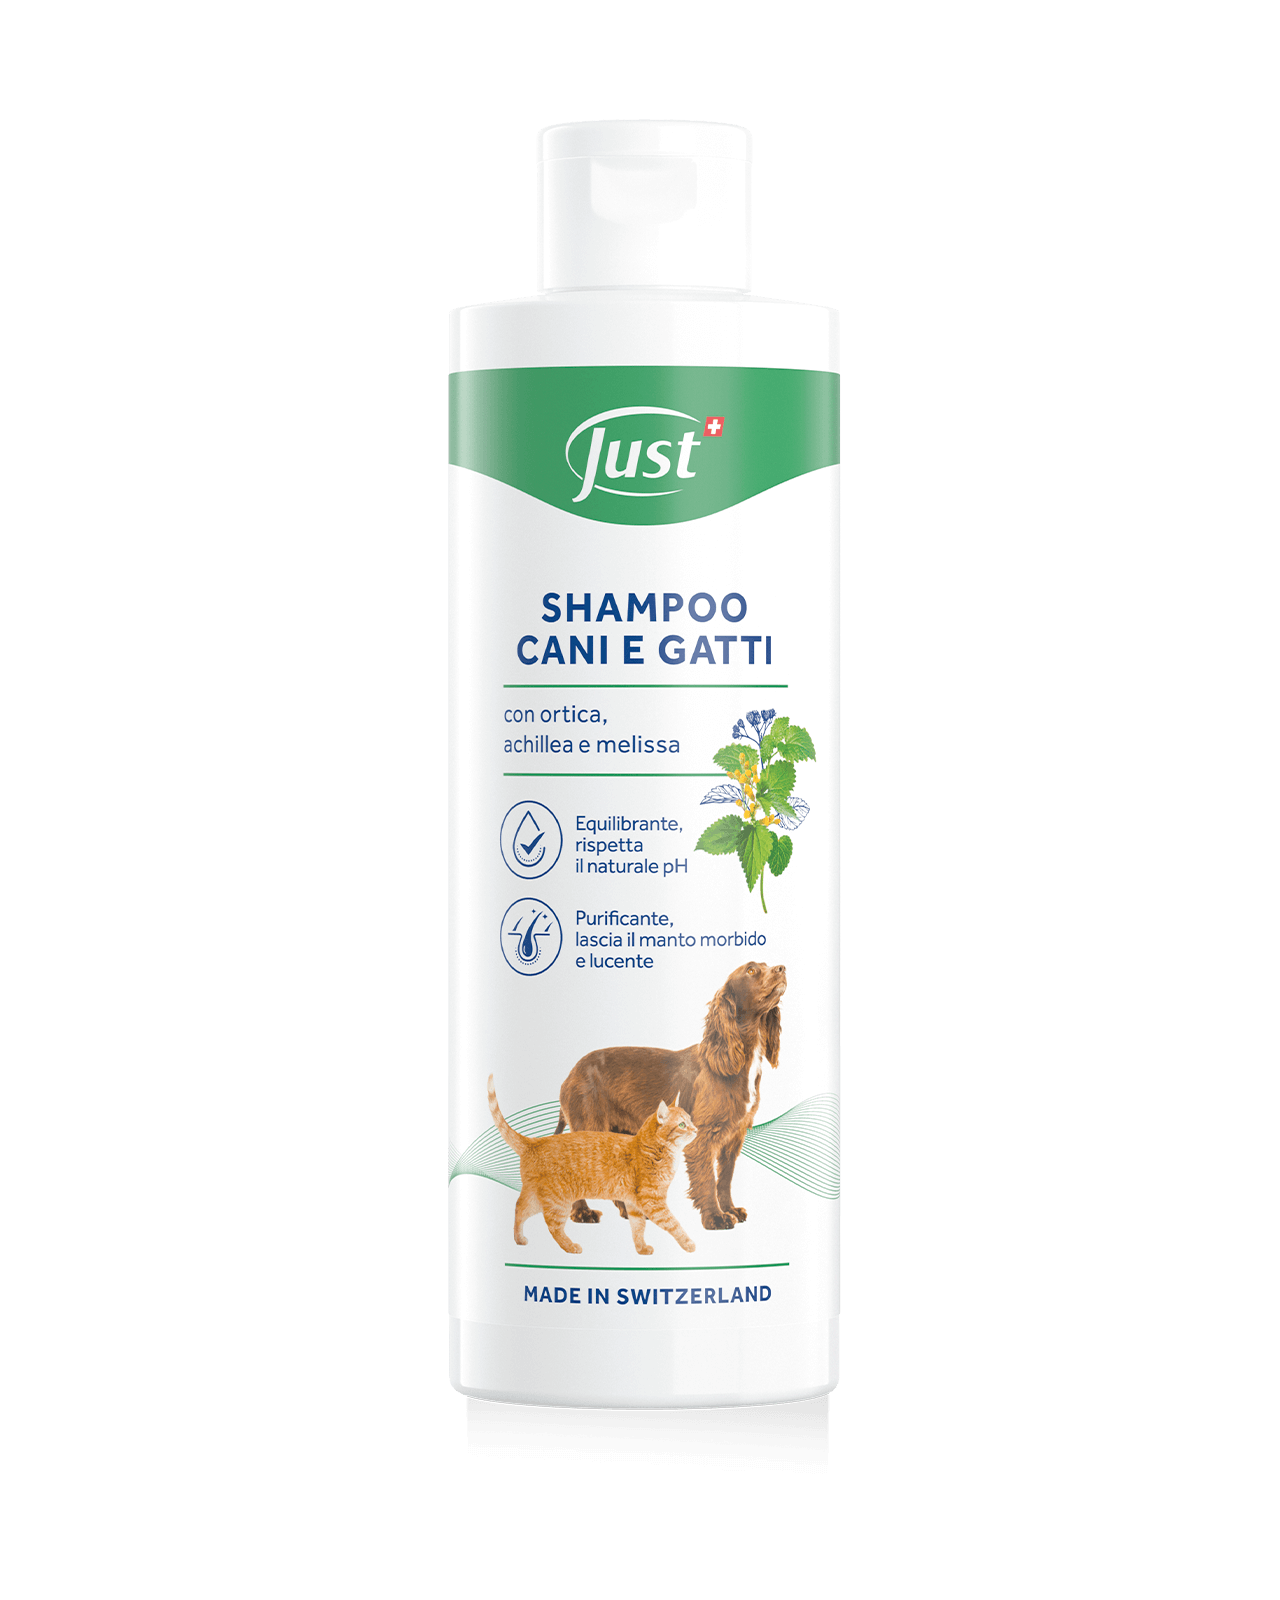 Just
SHAMPOO
CANI E GATTI
con ortica,
achillea e melissa
Equilibrante,
rispetta
il naturale pH
Purificante,
lascia il manto morbido
e lucente
MADE IN SWITZERLAND